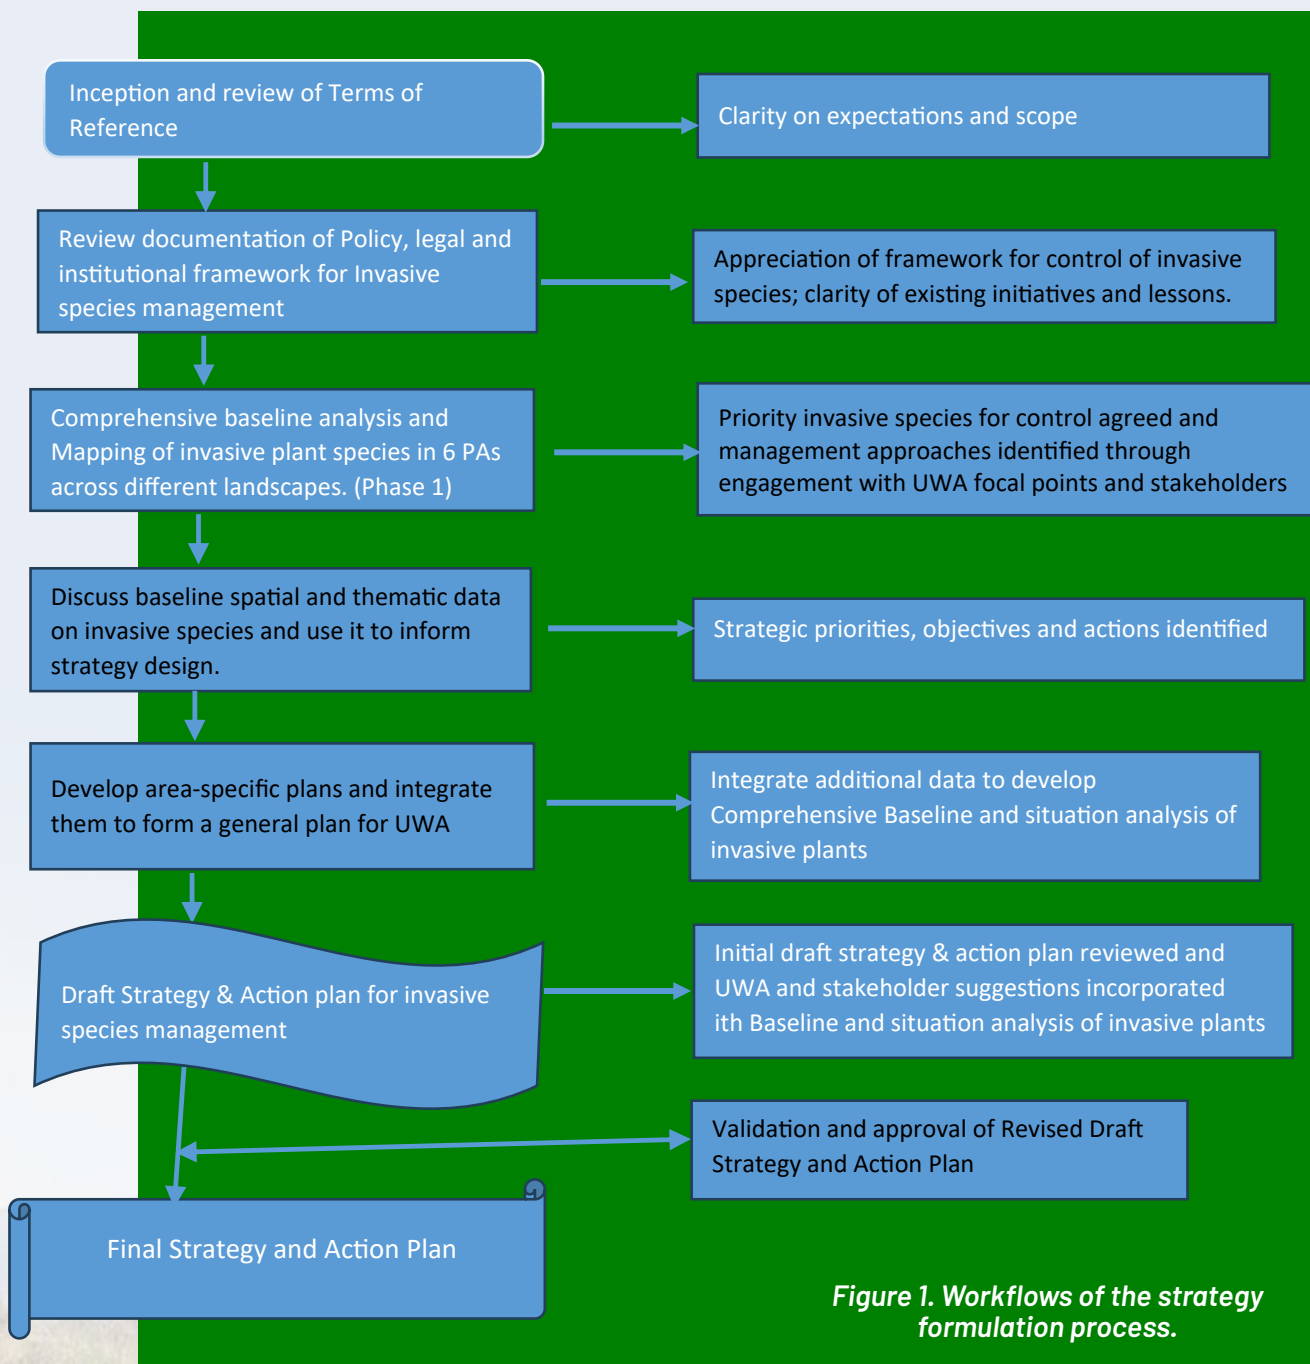 Inception and review of Terms of
Reference
Clarity on expectations and scope
Review documentation of Policy, legal and
institutional framework for Invasive
species management
Appreciation of framework for control of invasive
species; clarity of existing initiatives and lessons.
Comprehensive baseline analysis and
Mapping of invasive plant species in 6 PAs
across different landscapes. (Phase 1)
Priority invasive species for control agreed and
management approaches identified through
engagement with UWA focal points and stakeholders
Discuss baseline spatial and thematic data
on invasive species and use it to inform
strategy design.
Strategic priorities, objectives and actions identified
Develop area-specific plans and integrate
them to form a general plan for UWA
Integrate additional data to develop
Comprehensive Baseline and situation analysis of
invasive plants
Draft Strategy & Action plan for invasive
species management
Initial draft strategy & action plan reviewed and
UWA and stakeholder suggestions incorporated
ith Baseline and situation analysis of invasive plants
Validation and approval of Revised Draft
Strategy and Action Plan
Final Strategy and Action Plan
Figure 1. Workflows of the strategy
formulation process.